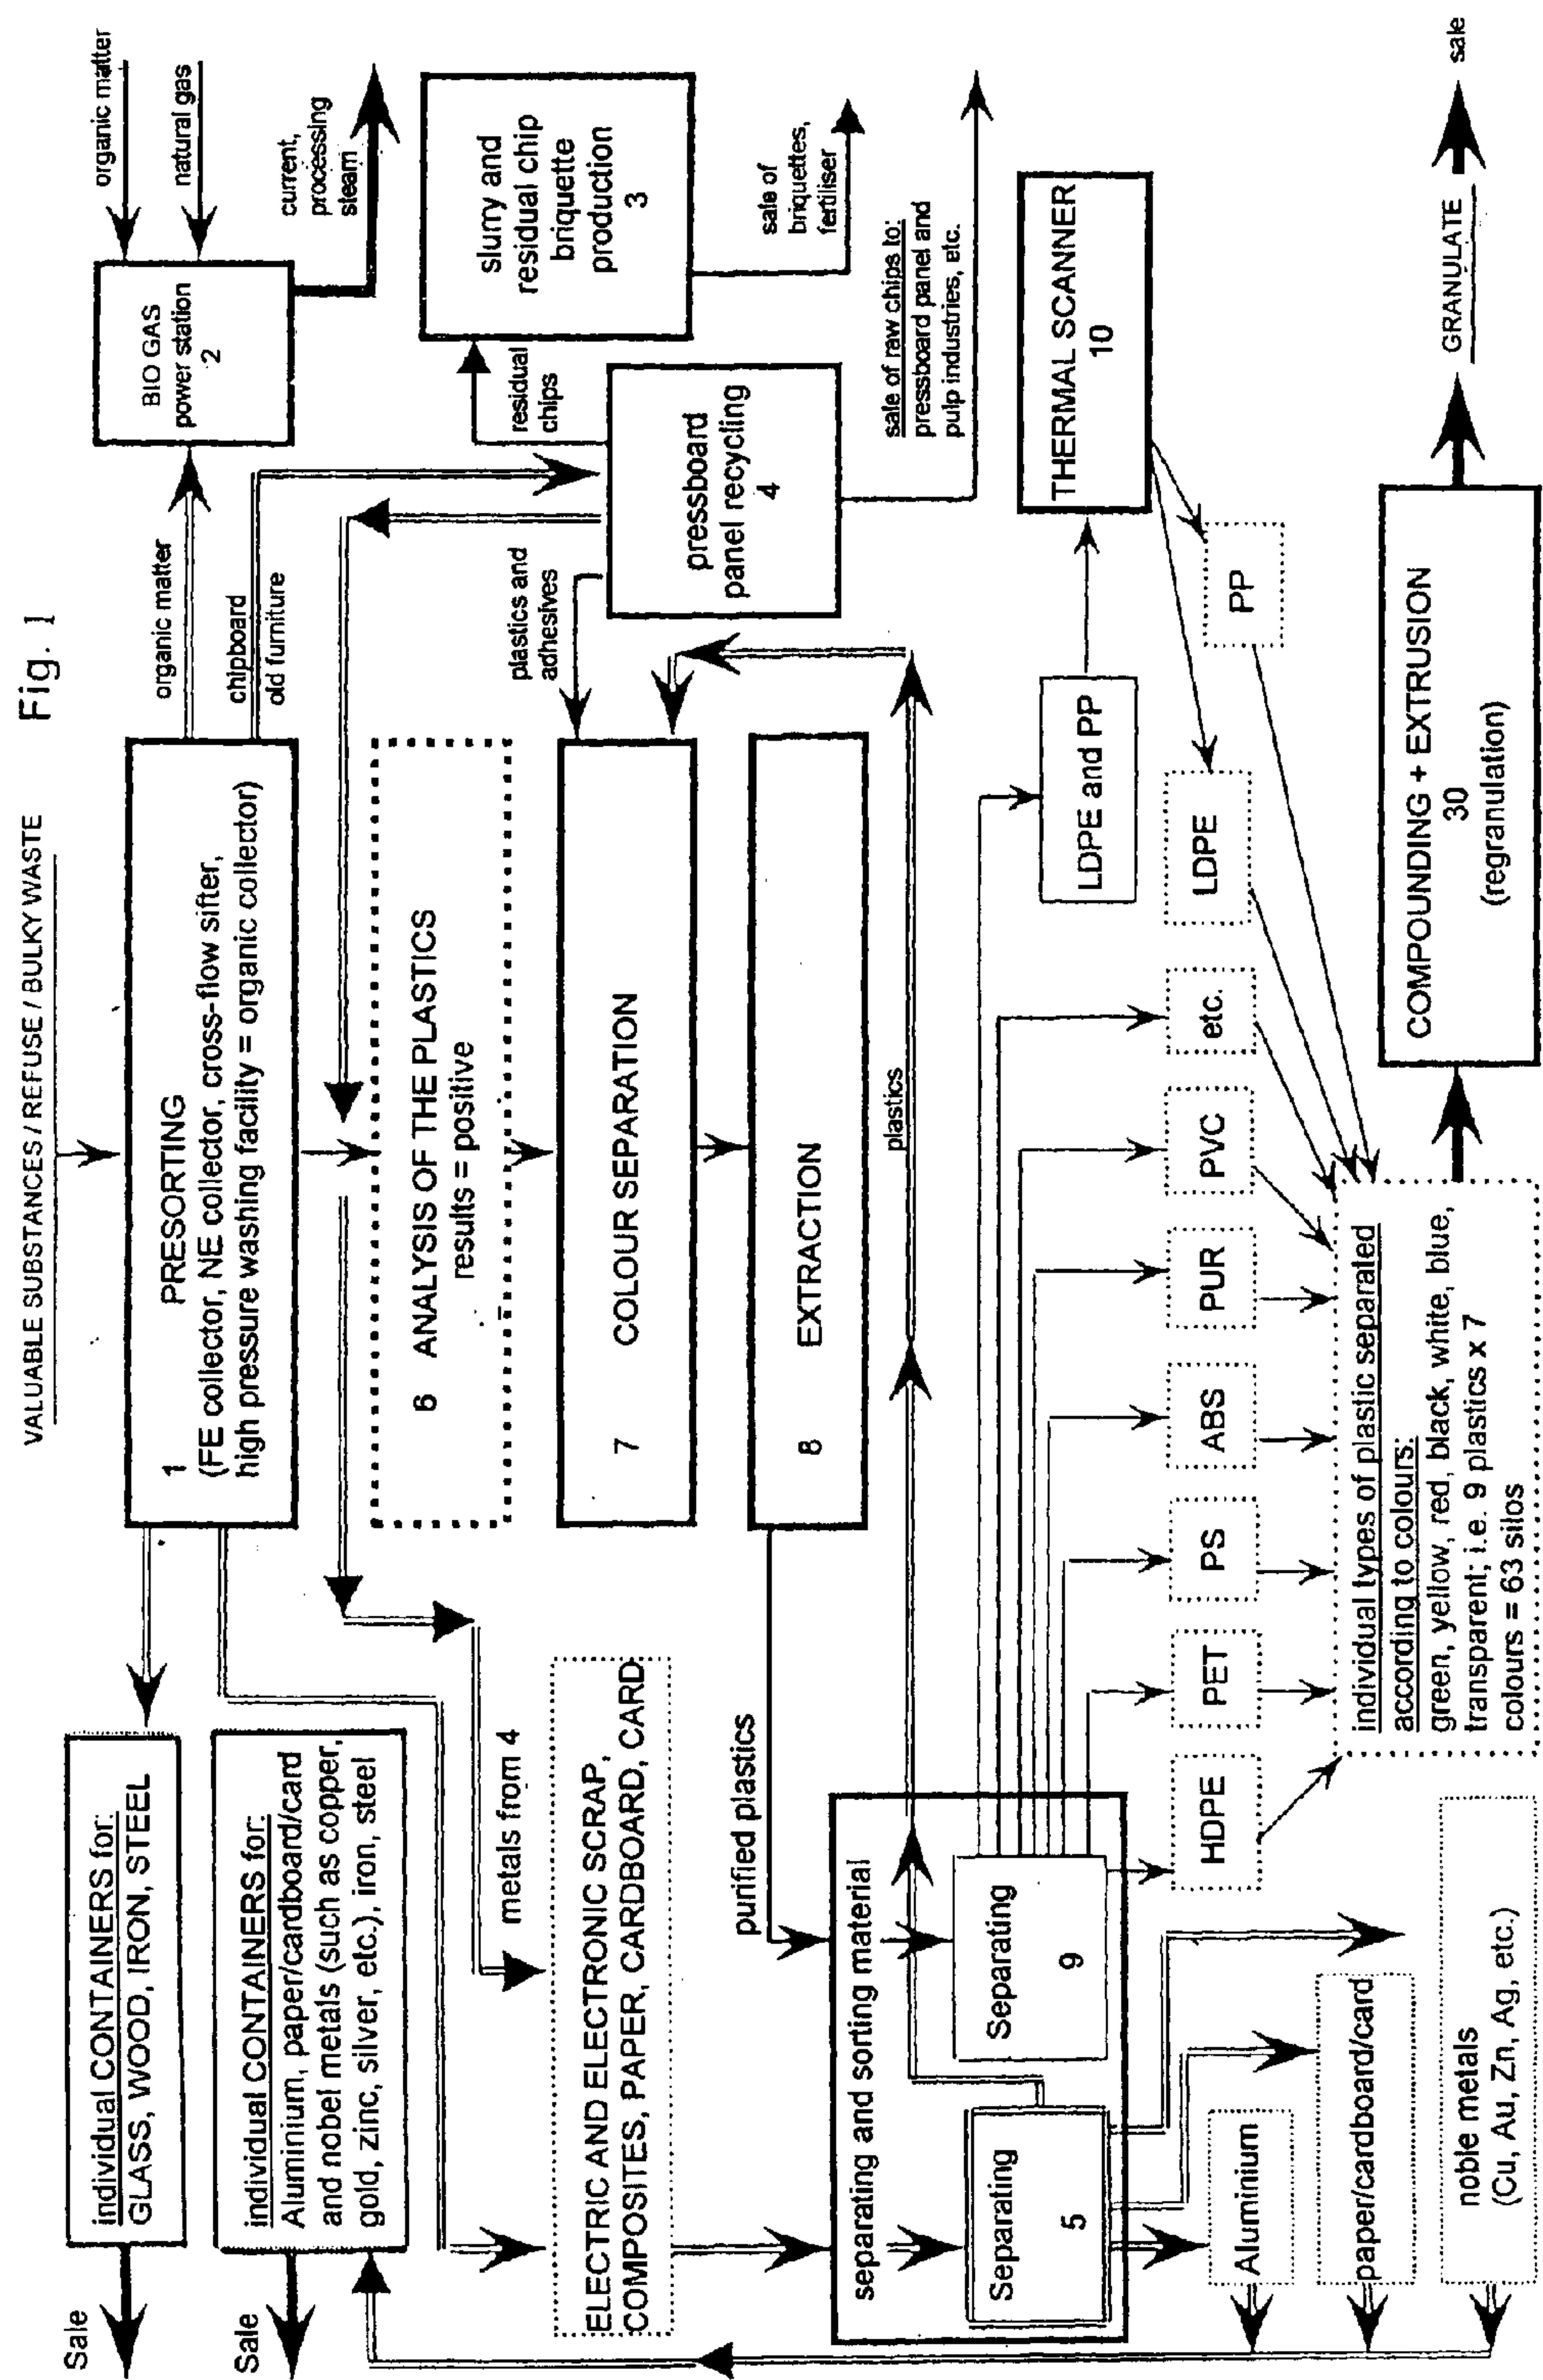 VALUABLE SUBSTANCES / REFUSE / BULKY WASTE
Fig. 1
Sale
individual CONTAINERS for:
GLASS, WOOD, IRON, STEEL
Sale
individual CONTAINERS for:
Aluminium, paper/cardboard/card
and nobel metals (such as copper,
gold, zinc, silver, etc.), iron, steel
1
PRESORTING
(FE collector, NE collector, cross-flow sifter,
high pressure washing facility = organic collector)
organic matter
chipboard
old furniture
BIO GAS
power station
2
organic matter
natural gas
current,
processing
steam
slurry and
residual chip
briquette
production
3
residual
chips
sale of
briquettes,
fertiliser
pressboard
panel recycling
4
plastics and
adhesives
sale of raw chips to:
pressboard panel and
pulp industries, etc.
6 ANALYSIS OF THE PLASTICS
results = positive
7 COLOUR SEPARATION
8 EXTRACTION
metals from 4
ELECTRIC AND ELECTRONIC SCRAP,
COMPOSITES, PAPER, CARDBOARD, CARD
purified plastics
plastics
separating and sorting material
Separating
5
Separating
9
LDPE and PP
THERMAL SCANNER
10
HDPE
PET
PS
ABS
PUR
PVC
etc.
LDPE
PP
Aluminium
paper/cardboard/card
noble metals
(Cu, Au, Zn, Ag, etc.)
individual types of plastic separated
according to colours:
green, yellow, red, black, white, blue,
transparent; i.e. 9 plastics x 7
colours = 63 silos
COMPOUNDING + EXTRUSION
30
(regranulation)
GRANULATE
sale